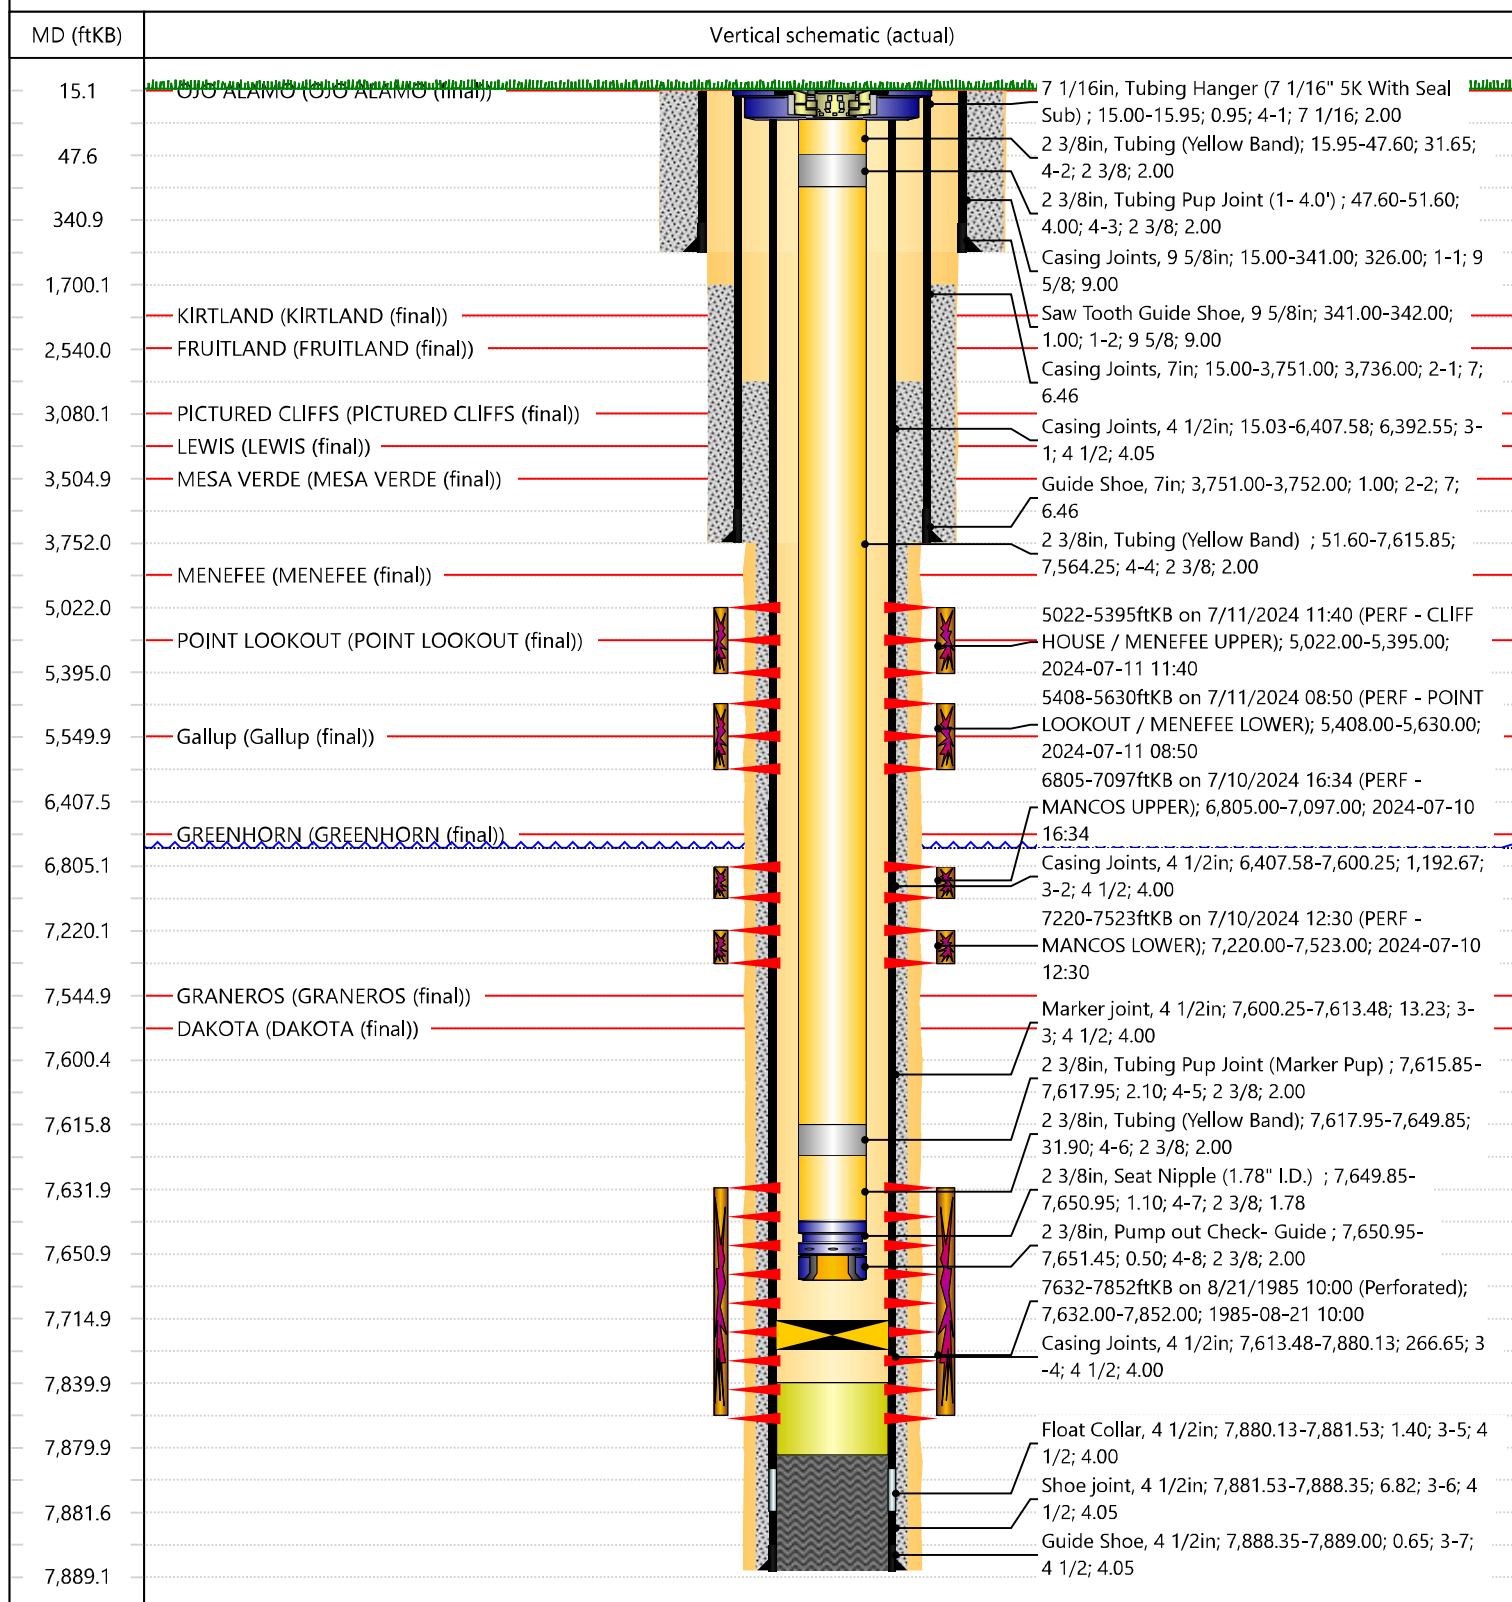 MD (ftKB)
Vertical schematic (actual)
15.1
47.6
340.9
1,700.1
2,540.0
3,080.1
3,504.9
3,752.0
5,022.0
5,395.0
5,549.9
6,407.5
6,805.1
7,220.1
7,544.9
7,600.4
7,615.8
7,631.9
7,650.9
7,714.9
7,839.9
7,879.9
7,881.6
7,889.1
OJO ALAMO (OJO ALAMO (final))
KIRTLAND (KIRTLAND (final))
FRUITLAND (FRUITLAND (final))
PICTURED CLIFFS (PICTURED CLIFFS (final))
LEWIS (LEWIS (final))
MESA VERDE (MESA VERDE (final))
MENEFEE (MENEFEE (final))
POINT LOOKOUT (POINT LOOKOUT (final))
Gallup (Gallup (final))
GREENHORN (GREENHORN (final))
GRANEROS (GRANEROS (final))
DAKOTA (DAKOTA (final))
7 1/16in, Tubing Hanger (7 1/16" 5K With Seal
Sub) ; 15.00-15.95; 0.95; 4-1; 7 1/16; 2.00
2 3/8in, Tubing (Yellow Band); 15.95-47.60; 31.65;
4-2; 2 3/8; 2.00
2 3/8in, Tubing Pup Joint (1- 4.0') ; 47.60-51.60;
4.00; 4-3; 2 3/8; 2.00
Casing Joints, 9 5/8in; 15.00-341.00; 326.00; 1-1; 9
5/8; 9.00
Saw Tooth Guide Shoe, 9 5/8in; 341.00-342.00;
1.00; 1-2; 9 5/8; 9.00
Casing Joints, 7in; 15.00-3,751.00; 3,736.00; 2-1; 7;
6.46
Casing Joints, 4 1/2in; 15.03-6,407.58; 6,392.55; 3-
1; 4 1/2; 4.05
Guide Shoe, 7in; 3,751.00-3,752.00; 1.00; 2-2; 7;
6.46
2 3/8in, Tubing (Yellow Band) ; 51.60-7,615.85;
7,564.25; 4-4; 2 3/8; 2.00
5022-5395ftKB on 7/11/2024 11:40 (PERF - CLIFF
HOUSE / MENEFEE UPPER); 5,022.00-5,395.00;
2024-07-11 11:40
5408-5630ftKB on 7/11/2024 08:50 (PERF - POINT
LOOKOUT / MENEFEE LOWER); 5,408.00-5,630.00;
2024-07-11 08:50
6805-7097ftKB on 7/10/2024 16:34 (PERF -
MANCOS UPPER); 6,805.00-7,097.00; 2024-07-10
16:34
Casing Joints, 4 1/2in; 6,407.58-7,600.25; 1,192.67;
3-2; 4 1/2; 4.00
7220-7523ftKB on 7/10/2024 12:30 (PERF -
MANCOS LOWER); 7,220.00-7,523.00; 2024-07-10
12:30
Marker joint, 4 1/2in; 7,600.25-7,613.48; 13.23; 3-
3; 4 1/2; 4.00
2 3/8in, Tubing Pup Joint (Marker Pup) ; 7,615.85-
7,617.95; 2.10; 4-5; 2 3/8; 2.00
2 3/8in, Tubing (Yellow Band); 7,617.95-7,649.85;
31.90; 4-6; 2 3/8; 2.00
2 3/8in, Seat Nipple (1.78" I.D.) ; 7,649.85-
7,650.95; 1.10; 4-7; 2 3/8; 1.78
2 3/8in, Pump out Check- Guide ; 7,650.95-
7,651.45; 0.50; 4-8; 2 3/8; 2.00
7632-7852ftKB on 8/21/1985 10:00 (Perforated);
7,632.00-7,852.00; 1985-08-21 10:00
Casing Joints, 4 1/2in; 7,613.48-7,880.13; 266.65; 3
-4; 4 1/2; 4.00
Float Collar, 4 1/2in; 7,880.13-7,881.53; 1.40; 3-5; 4
1/2; 4.00
Shoe joint, 4 1/2in; 7,881.53-7,888.35; 6.82; 3-6; 4
1/2; 4.05
Guide Shoe, 4 1/2in; 7,888.35-7,889.00; 0.65; 3-7;
4 1/2; 4.05